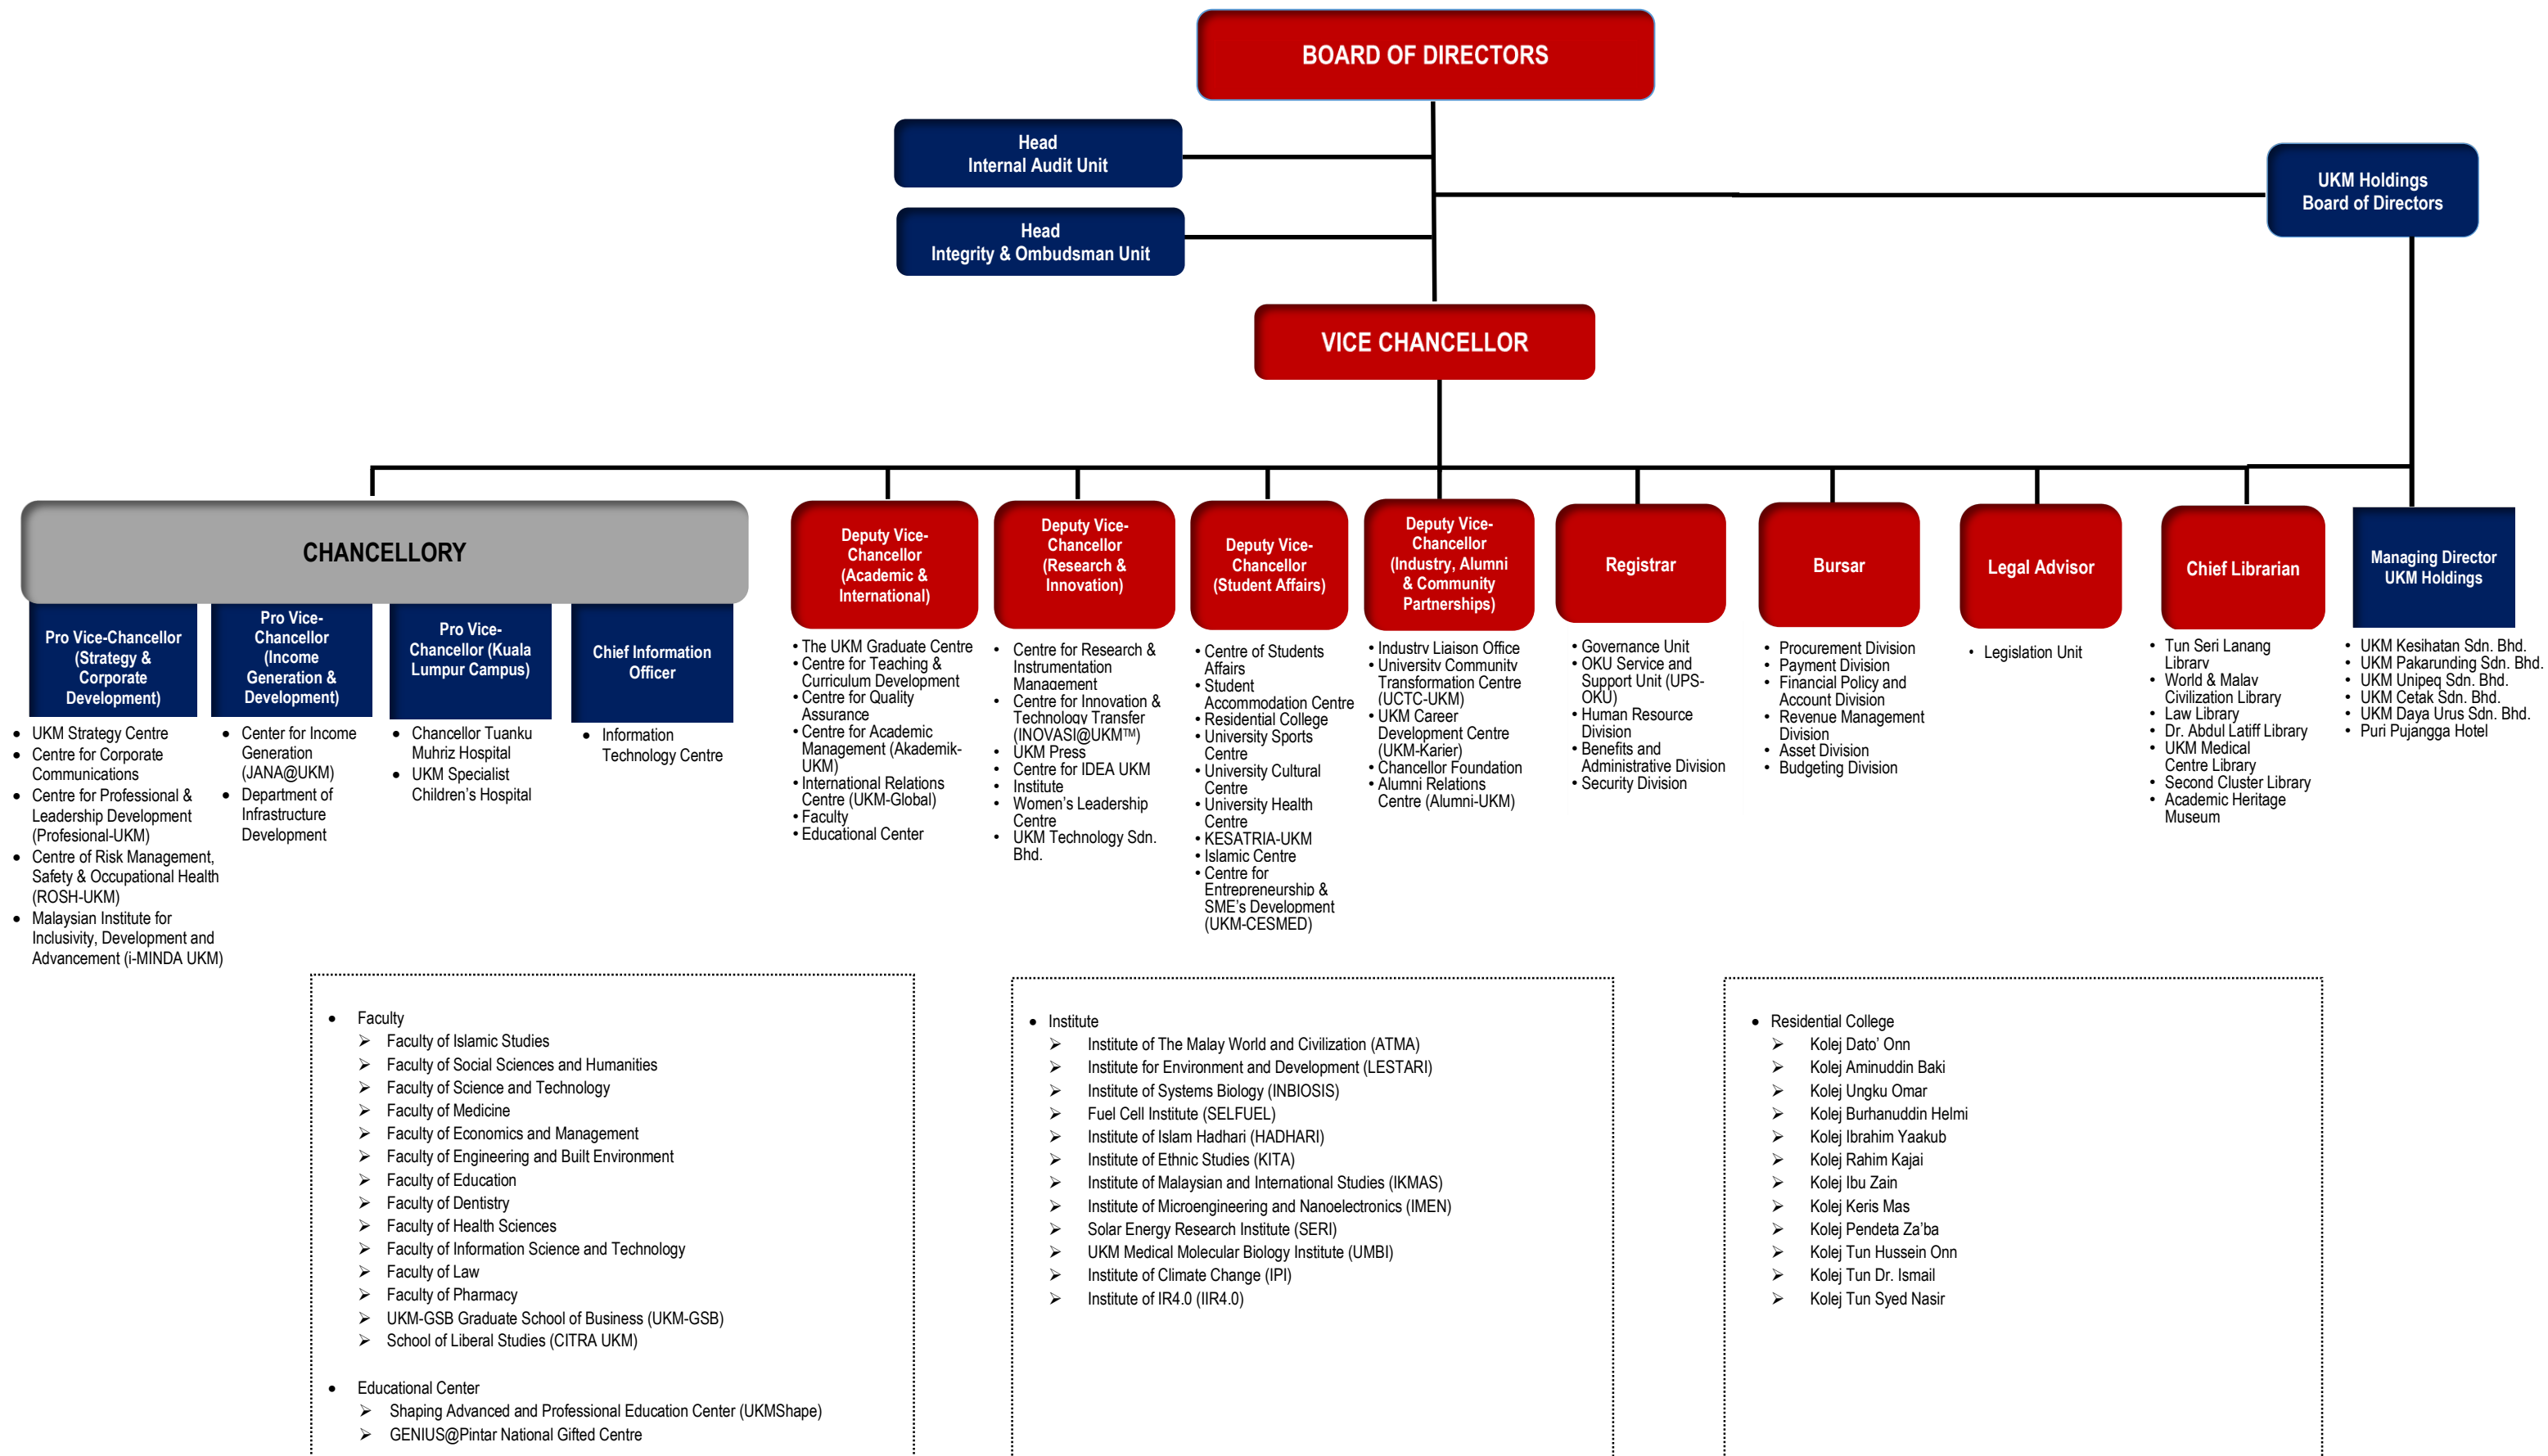 BOARD OF DIRECTORS
Head
Internal Audit Unit
UKM Holdings
Board of Directors
Head
Integrity & Ombudsman Unit
VICE CHANCELLOR
CHANCELLORY
Pro Vice-Chancellor
(Strategy &
Corporate
Development)
• UKM Strategy Centre
• Centre for Corporate
Communications
• Centre for Professional &
Leadership Development
(Profesional-UKM)
• Centre of Risk Management,
Safety & Occupational Health
(ROSH-UKM)
• Malaysian Institute for
Inclusivity, Development and
Advancement (i-MINDA UKM)
Pro Vice-
Chancellor
(Income
Generation &
Development)
• Center for Income
Generation
(JANA@UKM)
• Department of
Infrastructure
Development
Pro Vice-
Chancellor (Kuala
Lumpur Campus)
• Chancellor Tuanku
Muhriz Hospital
• UKM Specialist
Children's Hospital
Chief Information
Officer
• Information
Technology Centre
Deputy Vice-
Chancellor
(Academic &
International)
• The UKM Graduate Centre
• Centre for Teaching &
Curriculum Development
• Centre for Quality
Assurance
• Centre for Academic
Management (Akademik-
UKM)
• International Relations
Centre (UKM-Global)
• Faculty
• Educational Center
Deputy Vice-
Chancellor
(Research &
Innovation)
• Centre for Research &
Instrumentation
Management
• Centre for Innovation &
Technology Transfer
(INOVASI@UKM™)
• UKM Press
• Centre for IDEA UKM
• Institute
• Women's Leadership
Centre
• UKM Technology Sdn.
Bhd.
Deputy Vice-
Chancellor
(Student Affairs)
• Centre of Students
Affairs
• Student
Accommodation Centre
• Residential College
• University Sports
Centre
• University Cultural
Centre
• University Health
Centre
• KESATRIA-UKM
• Islamic Centre
• Centre for
Entrepreneurship &
SME's Development
(UKM-CESMED)
Deputy Vice-
Chancellor
(Industry, Alumni
& Community
Partnerships)
• Industry Liaison Office
• University Community
Transformation Centre
(UCTC-UKM)
• UKM Career
Development Centre
(UKM-Karier)
• Chancellor Foundation
• Alumni Relations
Centre (Alumni-UKM)
Registrar
• Governance Unit
• OKU Service and
Support Unit (UPS-
OKU)
• Human Resource
Division
• Benefits and
Administrative Division
• Security Division
Bursar
• Procurement Division
• Payment Division
• Financial Policy and
Account Division
• Revenue Management
Division
• Asset Division
• Budgeting Division
Legal Advisor
• Legislation Unit
Chief Librarian
• Tun Seri Lanang
Library
• World & Malay
Civilization Library
• Law Library
• Dr. Abdul Latiff Library
• UKM Medical
Centre Library
• Second Cluster Library
• Academic Heritage
Museum
Managing Director
UKM Holdings
• UKM Kesihatan Sdn. Bhd.
• UKM Pakarunding Sdn. Bhd.
• UKM Unipeq Sdn. Bhd.
• UKM Cetak Sdn. Bhd.
• UKM Daya Urus Sdn. Bhd.
• Puri Pujangga Hotel
• Faculty
➢ Faculty of Islamic Studies
➢ Faculty of Social Sciences and Humanities
➢ Faculty of Science and Technology
➢ Faculty of Medicine
➢ Faculty of Economics and Management
➢ Faculty of Engineering and Built Environment
➢ Faculty of Education
➢ Faculty of Dentistry
➢ Faculty of Health Sciences
➢ Faculty of Information Science and Technology
➢ Faculty of Law
➢ Faculty of Pharmacy
➢ UKM-GSB Graduate School of Business (UKM-GSB)
➢ School of Liberal Studies (CITRA UKM)
• Educational Center
➢ Shaping Advanced and Professional Education Center (UKMShape)
➢ GENIUS@Pintar National Gifted Centre
• Institute
➢ Institute of The Malay World and Civilization (ATMA)
➢ Institute for Environment and Development (LESTARI)
➢ Institute of Systems Biology (INBIOSIS)
➢ Fuel Cell Institute (SELFUEL)
➢ Institute of Islam Hadhari (HADHARI)
➢ Institute of Ethnic Studies (KITA)
➢ Institute of Malaysian and International Studies (IKMAS)
➢ Institute of Microengineering and Nanoelectronics (IMEN)
➢ Solar Energy Research Institute (SERI)
➢ UKM Medical Molecular Biology Institute (UMBI)
➢ Institute of Climate Change (IPI)
➢ Institute of IR4.0 (IIR4.0)
• Residential College
➢ Kolej Dato' Onn
➢ Kolej Aminuddin Baki
➢ Kolej Ungku Omar
➢ Kolej Burhanuddin Helmi
➢ Kolej Ibrahim Yaakub
➢ Kolej Rahim Kajai
➢ Kolej Ibu Zain
➢ Kolej Keris Mas
➢ Kolej Pendeta Za'ba
➢ Kolej Tun Hussein Onn
➢ Kolej Tun Dr. Ismail
➢ Kolej Tun Syed Nasir